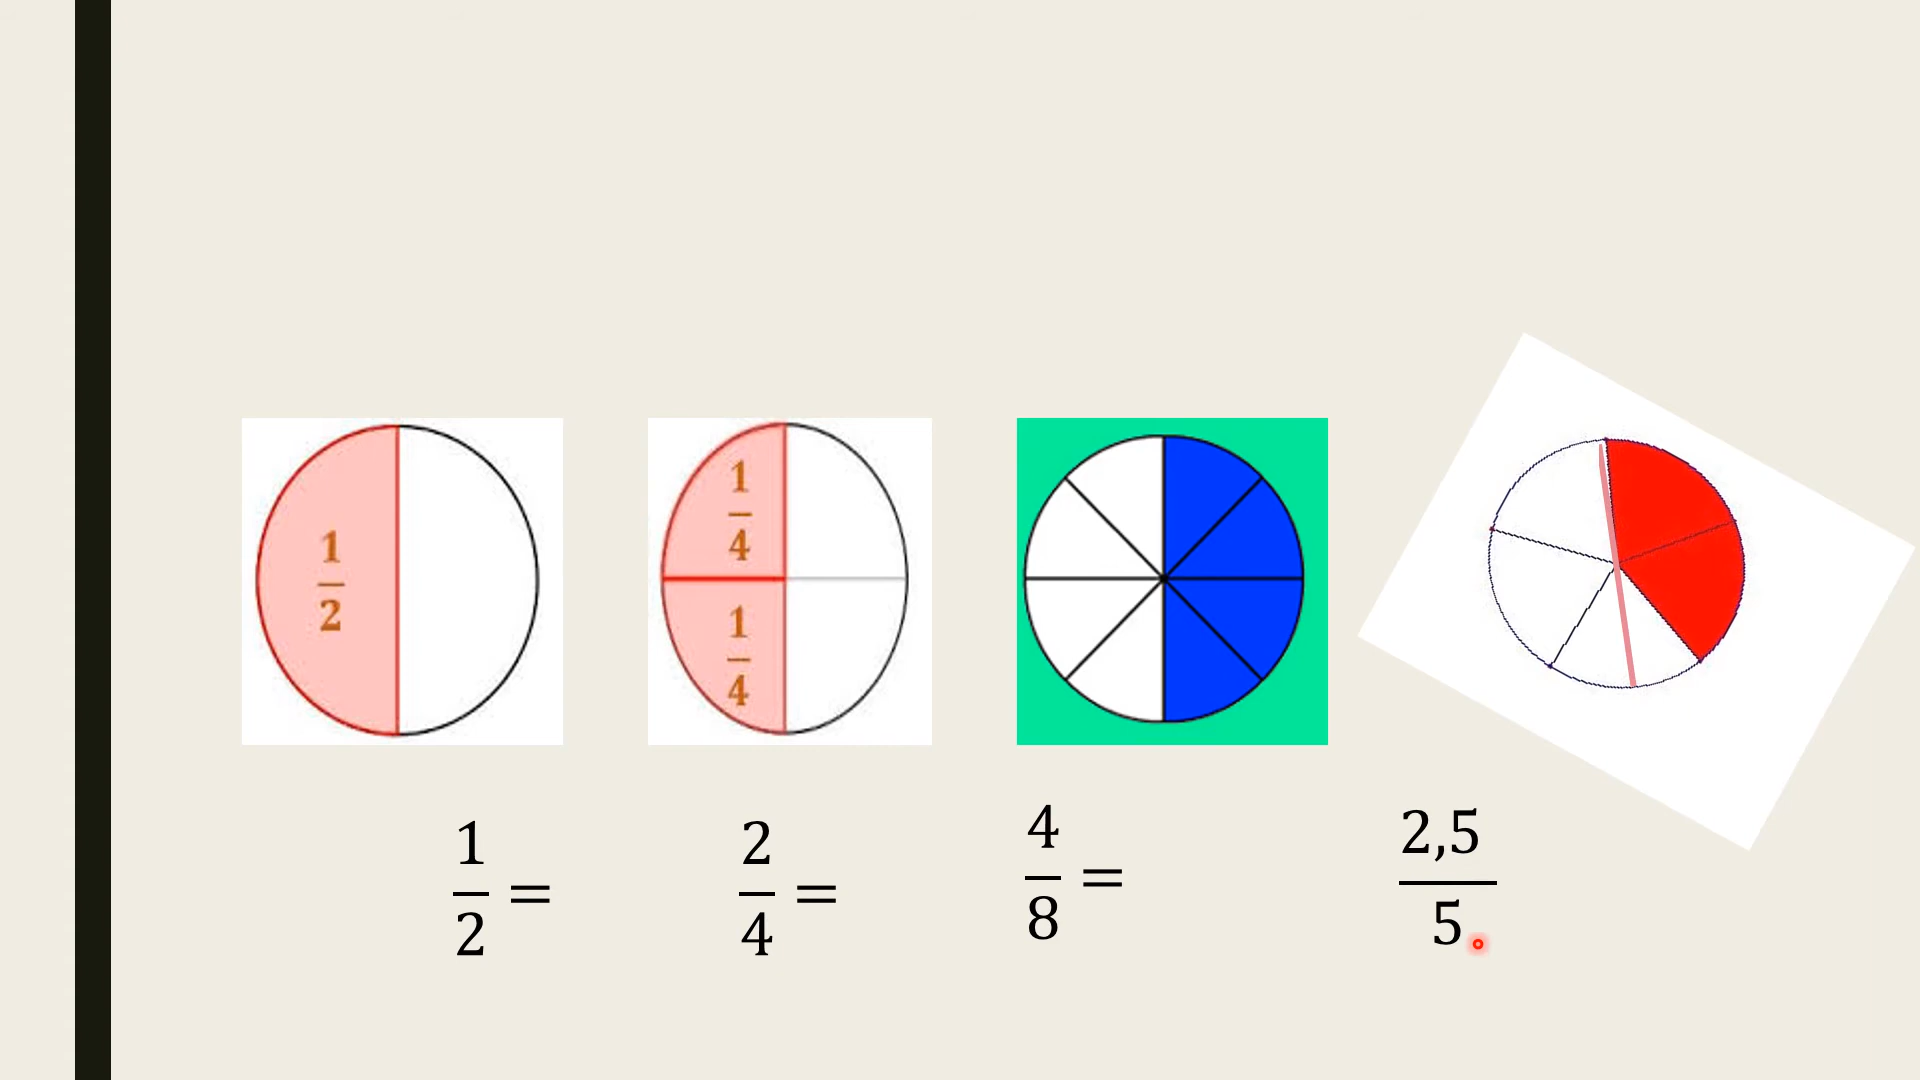 1/2
1/4
1/4
1/2 = 2/4 = 4/8 = 2,5/5